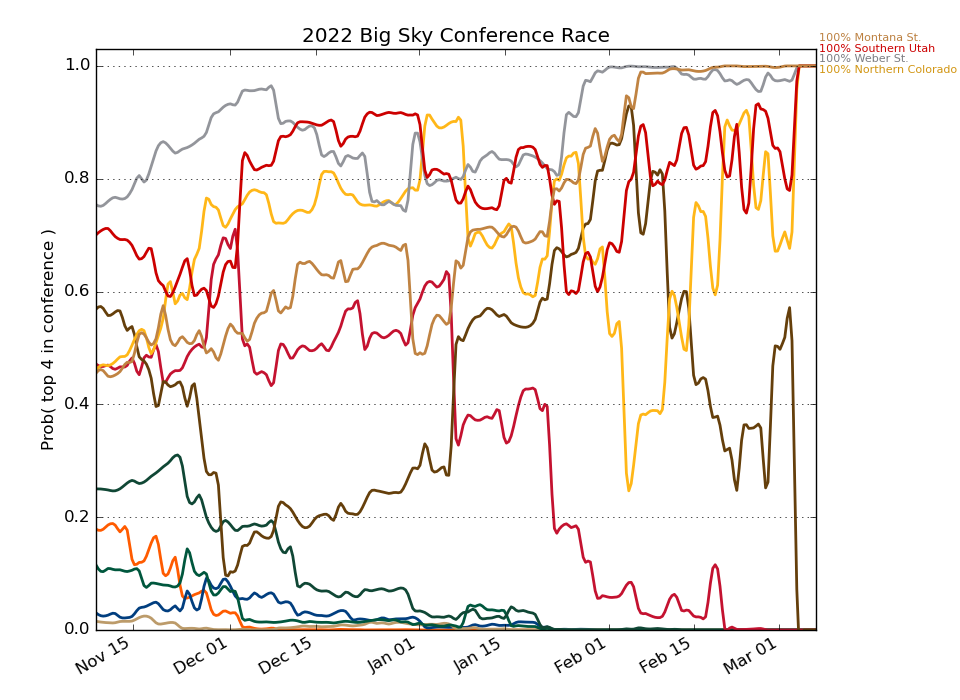 2022 Big Sky Conference Race
100% Montana St.
100% Southern Utah
100% Weber St.
100% Northern Colorado
Prob( top 4 in conference )
1.0
0.8
0.6
0.4
0.2
0.0
Nov 15
Dec 01
Dec 15
Jan 01
Jan 15
Feb 01
Feb 15
Mar 01